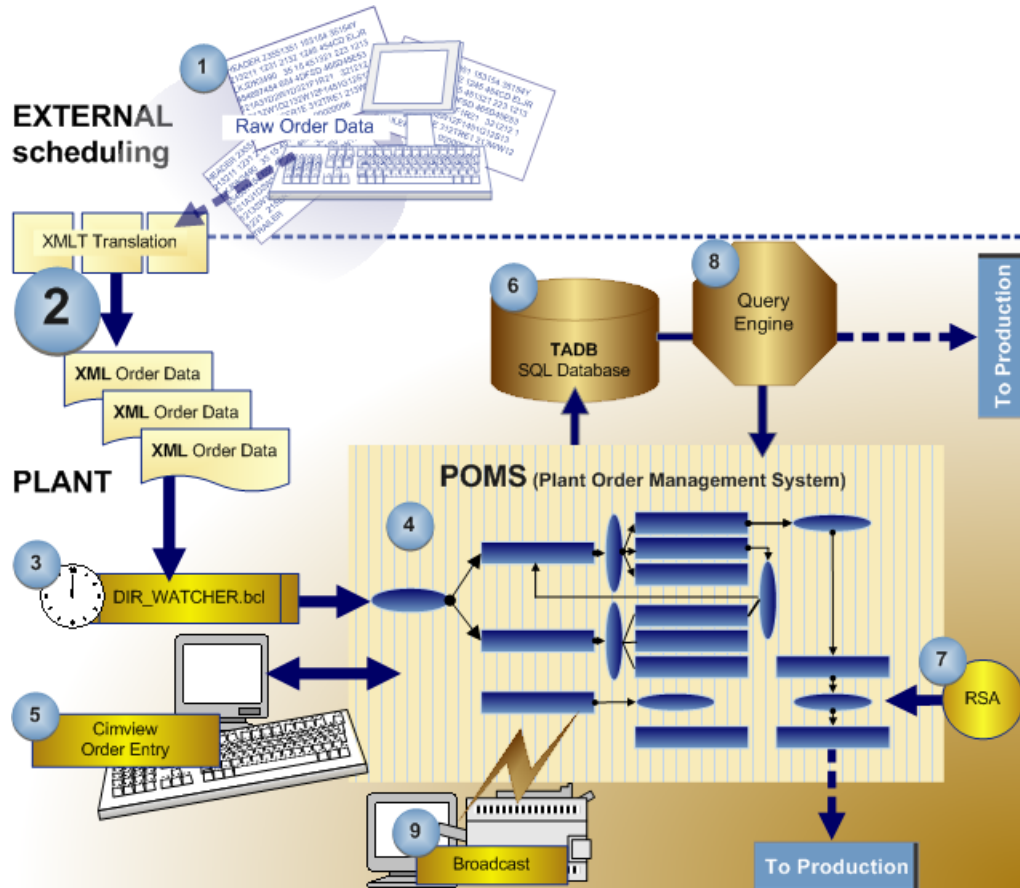 1
Raw Order Data
EXTERNAL
scheduling
XMLT Translation
2
XML Order Data
XML Order Data
XML Order Data
6
TADB
SQL Database
8
Query
Engine
To Production
PLANT
POMS (Plant Order Management System)
4
3
DIR_WATCHER.bcl
5
Cimview
Order Entry
7
RSA
9
Broadcast
To Production